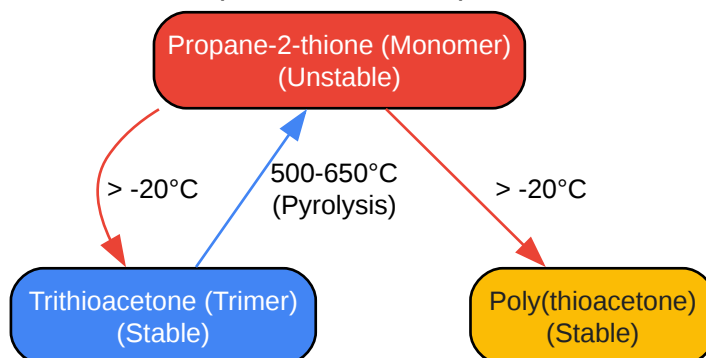 Propane-2-thione (Monomer)
(Unstable)
> -20°C
500-650°C
(Pyrolysis)
> -20°C
Trithioacetone (Trimer)
(Stable)
Poly(thioacetone)
(Stable)